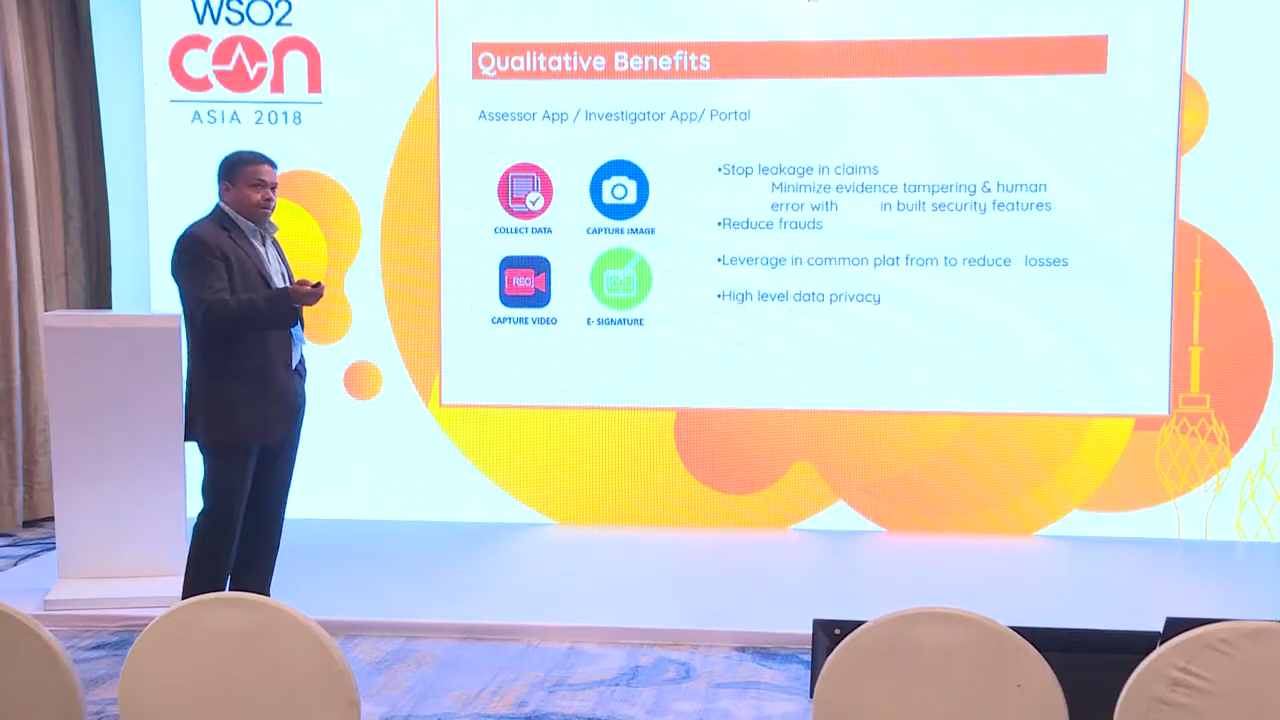 WSO2
con
ASIA 2018
Qualitative Benefits
Assessor App / Investigator App/ Portal
COLLECT DATA
CAPTURE IMAGE
REC
CAPTURE VIDEO
E- SIGNATURE
•Stop leakage in claims
Minimize evidence tampering & human
error with in built security features
•Reduce frauds
•Leverage in common plat from to reduce losses
•High level data privacy